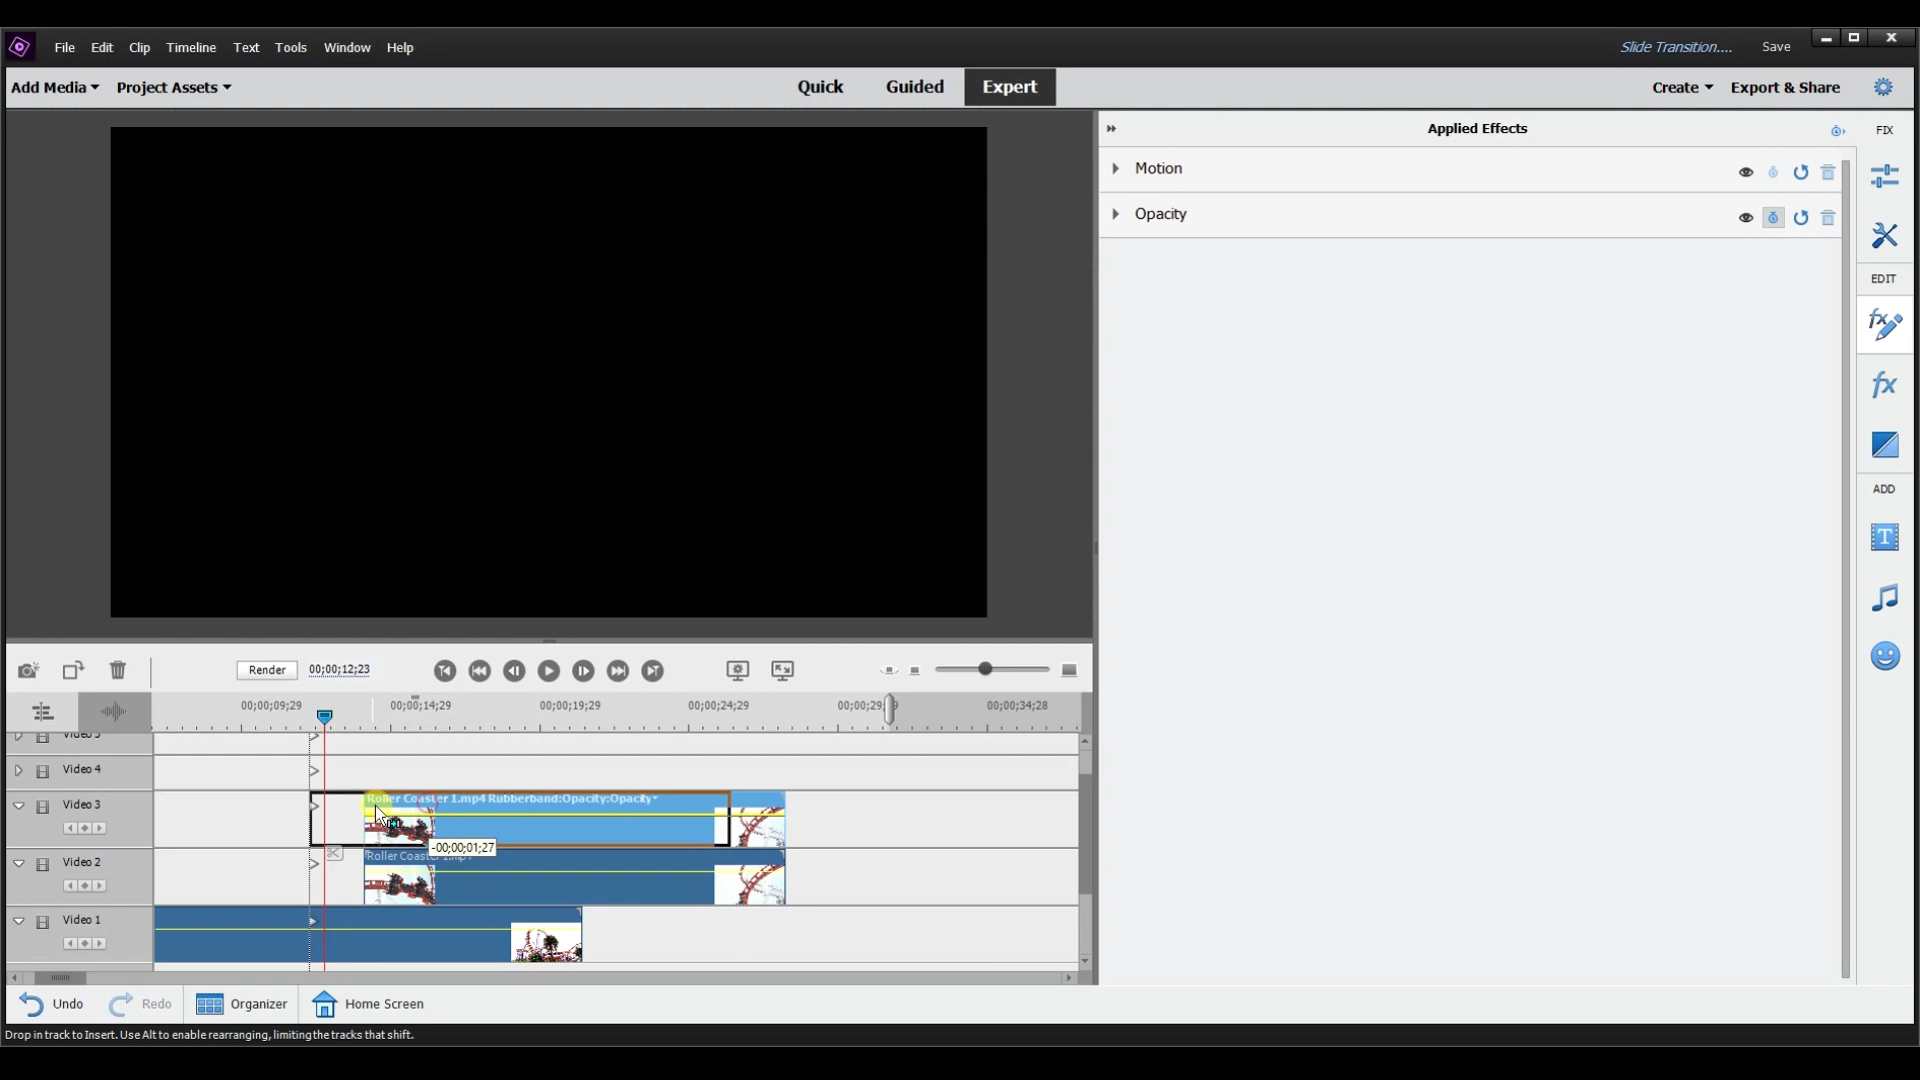 File Edit Clip Timeline Text Tools Window Help
Slide Transition.... Save
Add Media Project Assets
Quick Guided Expert
Create Export & Share
Applied Effects
FIX
Motion
Opacity
EDIT
ADD
T
Render 00;00;12;23
00;00;09;29 00;00;14;29 00;00;19;29 00;00;24;29 00;00;29; 9 00;00;34;28
Video 4
Video 3
Roller Coaster 1.mp4 Rubberband:Opacity:Opacity
-00;00;01;27
Video 2
Video 1
Undo Redo Organizer Home Screen
Drop in track to Insert. Use Alt to enable rearranging, limiting the tracks that shift.